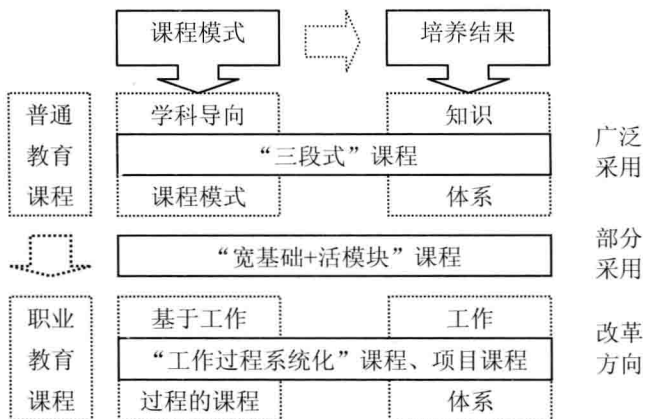 课程模式 培养结果
普通 学科导向 知识
教育 “三段式”课程 广泛
课程 课程模式 体系 采用
“宽基础+活模块”课程 部分
采用
职业 基于工作 工作
教育 “工作过程系统化”课程、项目课程 改革
课程 过程的课程 体系 方向